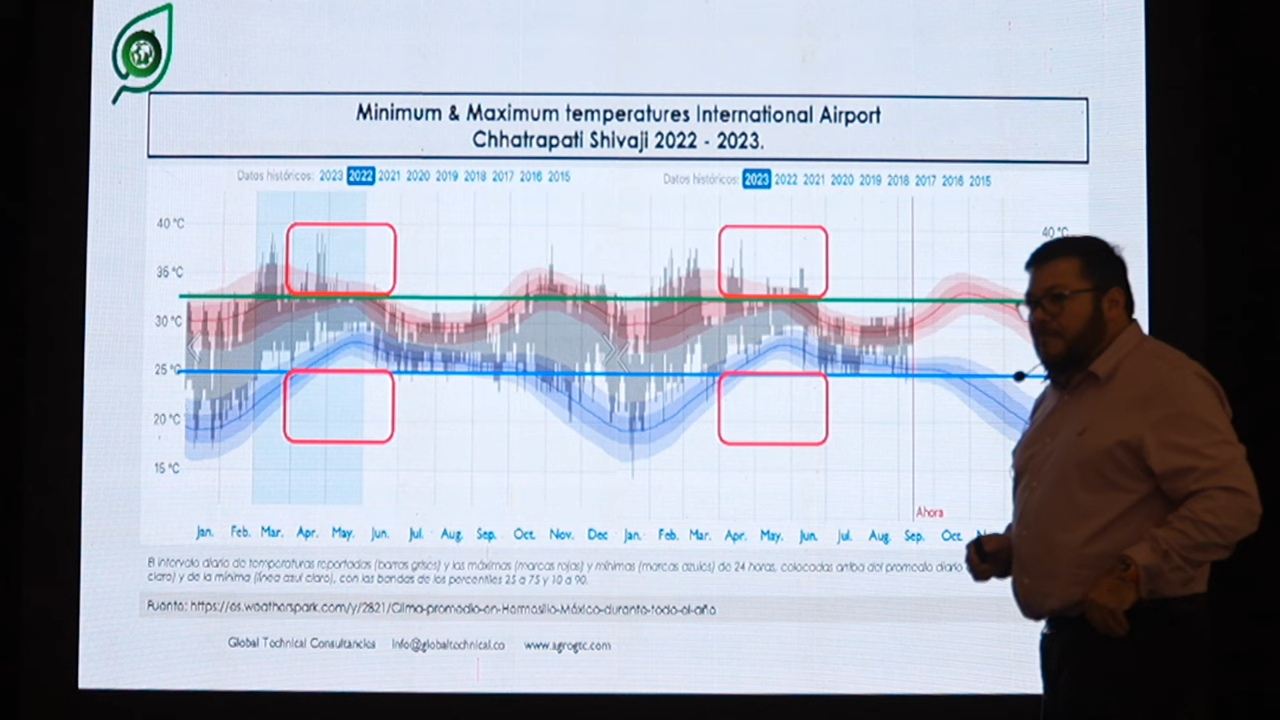 Minimum & Maximum temperatures International Airport
Chhatrapati Shivaji 2022 - 2023.
Datos históricos: 2023 2022 2021 2020 2019 2018 2017 2016 2015
Datos históricos: 2023 2022 2021 2020 2019 2018 2017 2016 2015
40 °C
40 °C
35 °C
30 °C
25 °C
20 °C
15 °C
Ahora
Jan. Feb. Mar. Apr. May. Jun. Jul. Aug. Sep. Oct. Nov. Dec Jan. Feb. Mar. Apr. May. Jun. Jul. Aug. Sep. Oct.
El intervalo diario de temperaturas reportadas (barras grises) y las máximas (marcas rojas) y mínimas (marcas azules) de 24 horas, colocadas arriba del promedio diario
claro) y de la mínima (línea azul claro), con las bandas de los percentiles 25 a 75 y 10 a 90.
Fuente: https://es.weatherspark.com/y/2821/Clima-promedio-en-Hermosillo-México-durante-todo-el-año
Global Technical Consultancies info@globaltechnical.co www.agrogtc.com